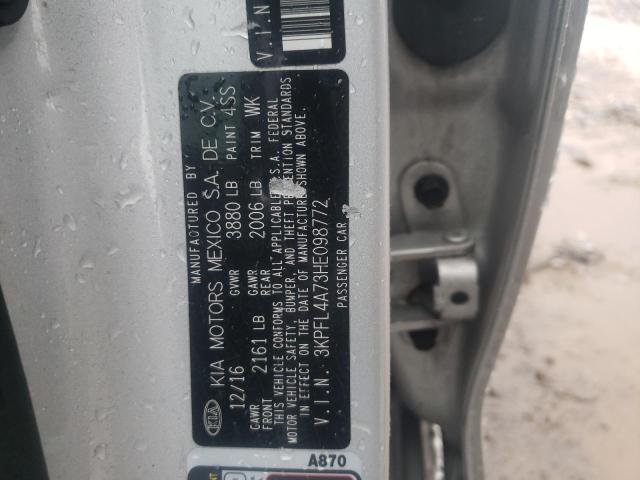 V.I.N
MANUFACTURED BY
KIA KIA MOTORS MEXICO S.A. DE C.V.
12/16 GVWR 3880 LB PAINT 4SS
GAWR FRONT 2161 LB GAWR REAR 2006 LB TRIM WK
THIS VEHICLE CONFORMS TO ALL APPLICABLE U.S.A. FEDERAL
MOTOR VEHICLE SAFETY, BUMPER, AND THEFT PREVENTION STANDARDS
IN EFFECT ON THE DATE OF MANUFACTURE SHOWN ABOVE.
V.I.N: 3KPFL4A73HE098772
PASSENGER CAR
A870